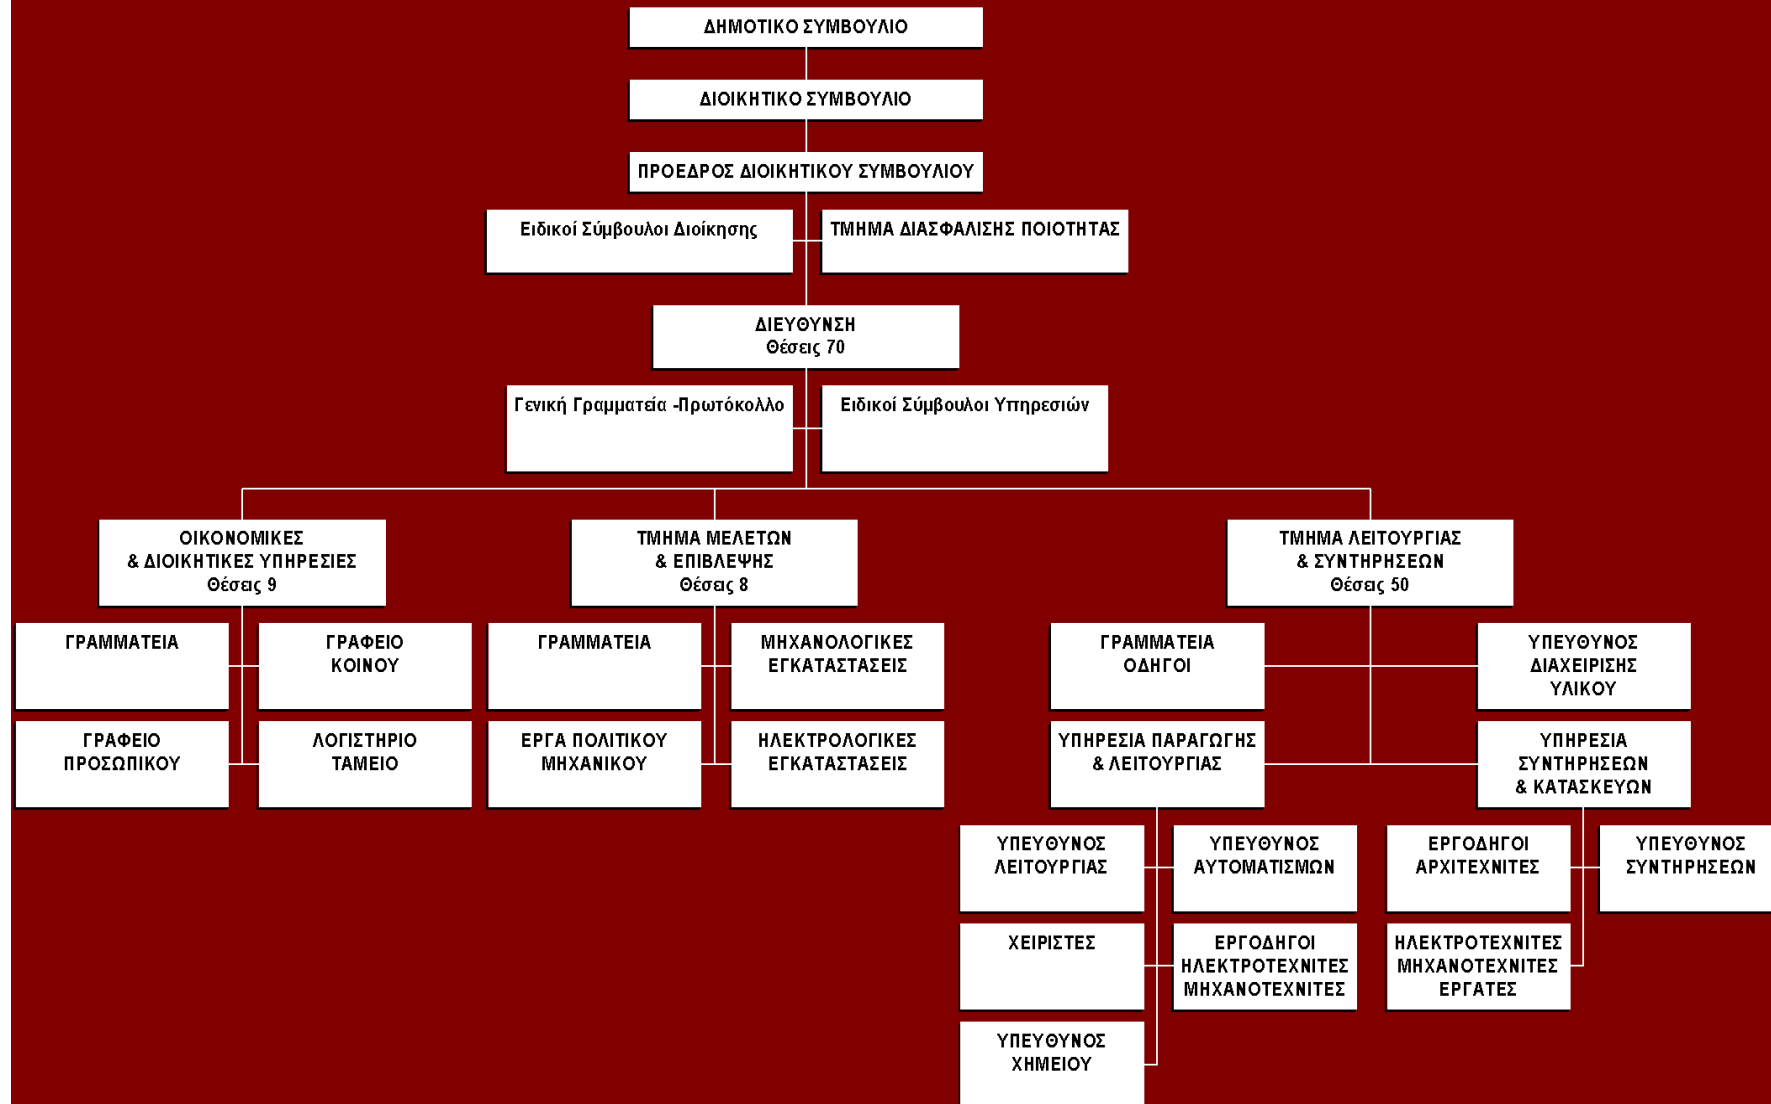 ΔΗΜΟΤΙΚΟ ΣΥΜΒΟΥΛΙΟ
ΔΙΟΙΚΗΤΙΚΟ ΣΥΜΒΟΥΛΙΟ
ΠΡΟΕΔΡΟΣ ΔΙΟΙΚΗΤΙΚΟΥ ΣΥΜΒΟΥΛΙΟΥ
Ειδικοί Σύμβουλοι Διοίκησης
ΤΜΗΜΑ ΔΙΑΣΦΑΛΙΣΗΣ ΠΟΙΟΤΗΤΑΣ
ΔΙΕΥΘΥΝΣΗ
Θέσεις 70
Γενική Γραμματεία -Πρωτόκολλο
Ειδικοί Σύμβουλοι Υπηρεσιών
ΟΙΚΟΝΟΜΙΚΕΣ
& ΔΙΟΙΚΗΤΙΚΕΣ ΥΠΗΡΕΣΙΕΣ
Θέσεις 9
ΤΜΗΜΑ ΜΕΛΕΤΩΝ
& ΕΠΙΒΛΕΨΗΣ
Θέσεις 8
ΤΜΗΜΑ ΛΕΙΤΟΥΡΓΙΑΣ
& ΣΥΝΤΗΡΗΣΕΩΝ
Θέσεις 50
ΓΡΑΜΜΑΤΕΙΑ
ΓΡΑΦΕΙΟ
ΚΟΙΝΟΥ
ΓΡΑΜΜΑΤΕΙΑ
ΜΗΧΑΝΟΛΟΓΙΚΕΣ
ΕΓΚΑΤΑΣΤΑΣΕΙΣ
ΓΡΑΜΜΑΤΕΙΑ
ΟΔΗΓΟΙ
ΥΠΕΥΘΥΝΟΣ
ΔΙΑΧΕΙΡΙΣΗΣ
ΥΛΙΚΟΥ
ΓΡΑΦΕΙΟ
ΠΡΟΣΩΠΙΚΟΥ
ΛΟΓΙΣΤΗΡΙΟ
ΤΑΜΕΙΟ
ΕΡΓΑ ΠΟΛΙΤΙΚΟΥ
ΜΗΧΑΝΙΚΟΥ
ΗΛΕΚΤΡΟΛΟΓΙΚΕΣ
ΕΓΚΑΤΑΣΤΑΣΕΙΣ
ΥΠΗΡΕΣΙΑ ΠΑΡΑΓΩΓΗΣ
& ΛΕΙΤΟΥΡΓΙΑΣ
ΥΠΗΡΕΣΙΑ
ΣΥΝΤΗΡΗΣΕΩΝ
& ΚΑΤΑΣΚΕΥΩΝ
ΥΠΕΥΘΥΝΟΣ
ΛΕΙΤΟΥΡΓΙΑΣ
ΥΠΕΥΘΥΝΟΣ
ΑΥΤΟΜΑΤΙΣΜΩΝ
ΕΡΓΟΔΗΓΟΙ
ΑΡΧΙΤΕΧΝΙΤΕΣ
ΥΠΕΥΘΥΝΟΣ
ΣΥΝΤΗΡΗΣΕΩΝ
ΧΕΙΡΙΣΤΕΣ
ΕΡΓΟΔΗΓΟΙ
ΗΛΕΚΤΡΟΤΕΧΝΙΤΕΣ
ΜΗΧΑΝΟΤΕΧΝΙΤΕΣ
ΗΛΕΚΤΡΟΤΕΧΝΙΤΕΣ
ΜΗΧΑΝΟΤΕΧΝΙΤΕΣ
ΕΡΓΑΤΕΣ
ΥΠΕΥΘΥΝΟΣ
ΧΗΜΕΙΟΥ